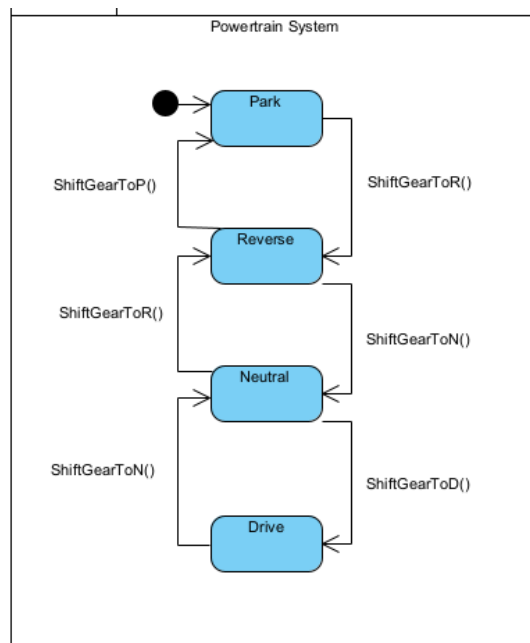 Powertrain System
Park
ShiftGearToP()
ShiftGearToR()
Reverse
ShiftGearToR()
ShiftGearToN()
Neutral
ShiftGearToN()
ShiftGearToD()
Drive